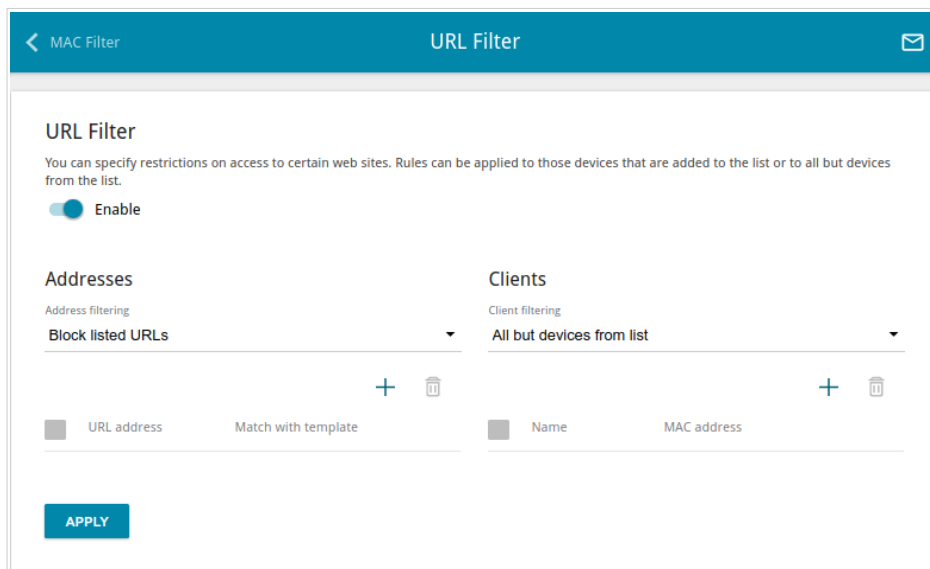 MAC Filter
URL Filter
URL Filter
You can specify restrictions on access to certain web sites. Rules can be applied to those devices that are added to the list or to all but devices
from the list.
Enable
Addresses
Address filtering
Block listed URLs
URL address Match with template
Clients
Client filtering
All but devices from list
Name MAC address
APPLY